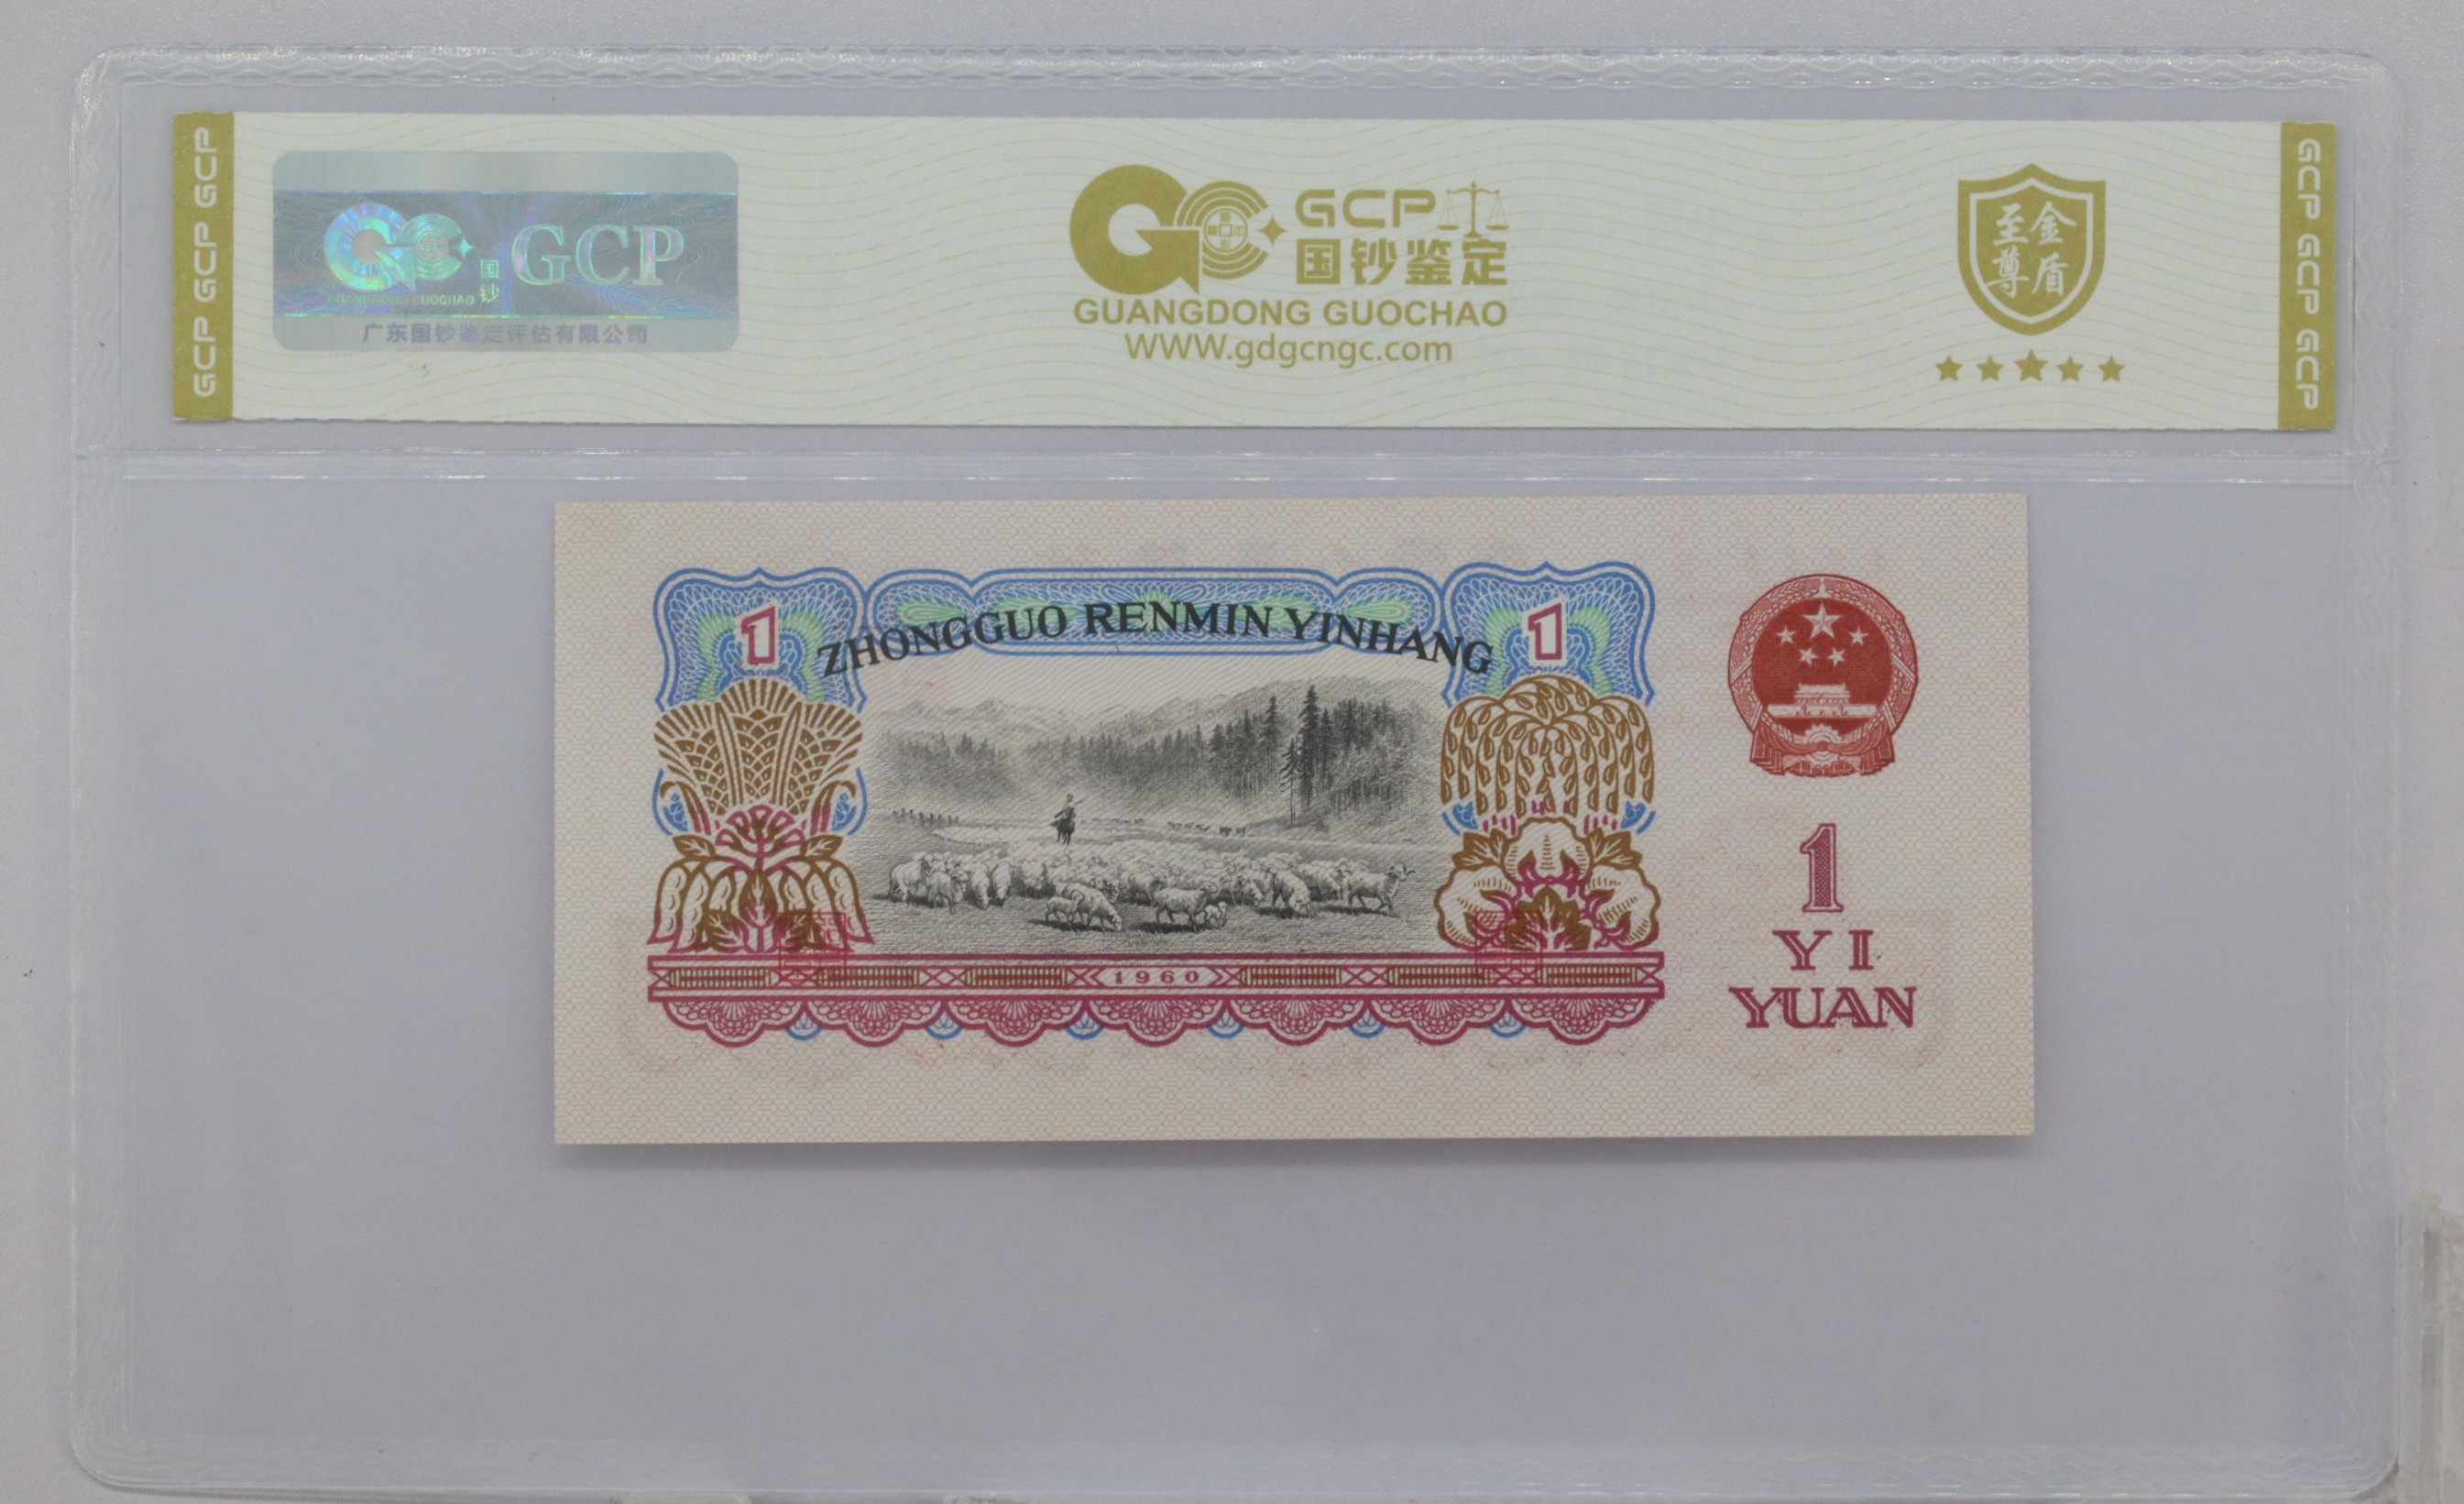 GCP GCP GCP
GC.国钞 GCP
GUANGDONG GUOCHAO
广东国钞鉴定评估有限公司
GC GCP
国钞鉴定
GUANGDONG GUOCHAO
WWW.gdgcngc.com
金盾
至尊
GCP GCP GCP
1
ZHONGGUO RENMIN YINHANG
1
1960
1
YI
YUAN